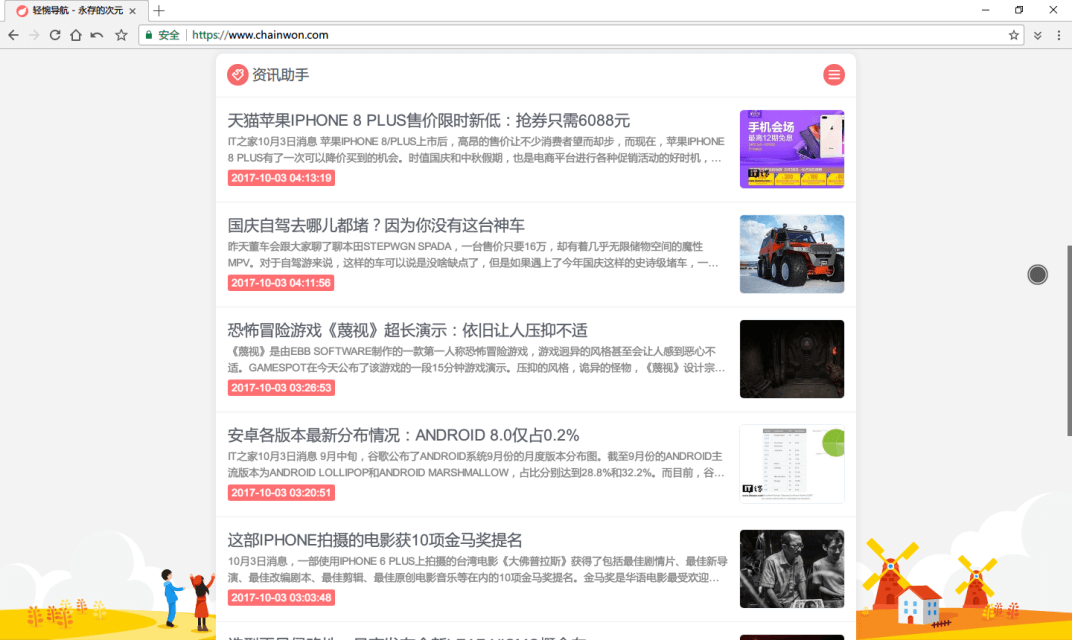 轻惋导航 - 永存的次元
安全 https://www.chainwon.com
资讯助手
天猫苹果IPHONE 8 PLUS售价限时新低：抢券只需6088元
IT之家10月3日消息 苹果IPHONE 8/PLUS上市后，高昂的售价让不少消费者望而却步，而现在，苹果IPHONE
8 PLUS有了一次可以降价买到的机会。时值国庆和中秋假期，也是电商平台进行各种促销活动的好时机，...
2017-10-03 04:13:19
手机会场
最高12期免息
国庆自驾去哪儿都堵？因为你没有这台神车
昨天董车会跟大家聊了聊本田STEPWGN SPADA，一台售价只要16万，却有着几乎无限储物空间的魔性
MPV。对于自驾游来说，这样的车可以说是没啥缺点了，但是如果遇上了今年国庆这样的史诗级堵车，一...
2017-10-03 04:11:56
恐怖冒险游戏《蔑视》超长演示：依旧让人压抑不适
《蔑视》是由EBB SOFTWARE制作的一款第一人称恐怖冒险游戏，游戏迥异的风格甚至会让人感到恶心不
适。GAMESPOT在今天公布了该游戏的一段15分钟游戏演示。压抑的风格，诡异的怪物，《蔑视》设计宗...
2017-10-03 03:26:53
安卓各版本最新分布情况：ANDROID 8.0仅占0.2%
IT之家10月3日消息 9月中旬，谷歌公布了ANDROID系统9月份的月度版本分布图。截至9月份的ANDROID主
流版本为ANDROID LOLLIPOP和ANDROID MARSHMALLOW，占比分别达到28.8%和32.2%。而目前，谷...
2017-10-03 03:20:51
这部IPHONE拍摄的电影获10项金马奖提名
10月3日消息，一部使用IPHONE 6 PLUS上拍摄的台湾电影《大佛普拉斯》获得了包括最佳剧情片、最佳新导
演、最佳改编剧本、最佳剪辑、最佳原创电影音乐等在内的10项金马奖提名。金马奖是华语电影最受欢迎...
2017-10-03 03:03:48